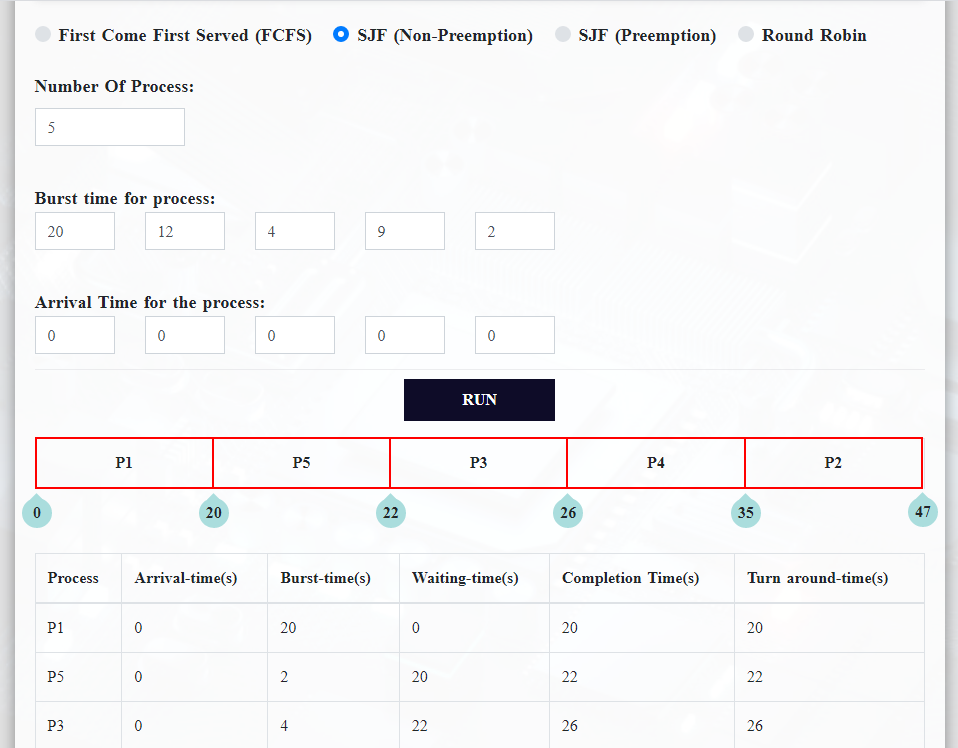 First Come First Served (FCFS) SJF (Non-Preemption) SJF (Preemption) Round Robin
Number Of Process:
5
Burst time for process:
20 12 4 9 2
Arrival Time for the process:
0 0 0 0 0
RUN
P1 P5 P3 P4 P2
0 20 22 26 35 47
Process Arrival-time(s) Burst-time(s) Waiting-time(s) Completion Time(s) Turn around-time(s)
P1 0 20 0 20 20
P5 0 2 20 22 22
P3 0 4 22 26 26